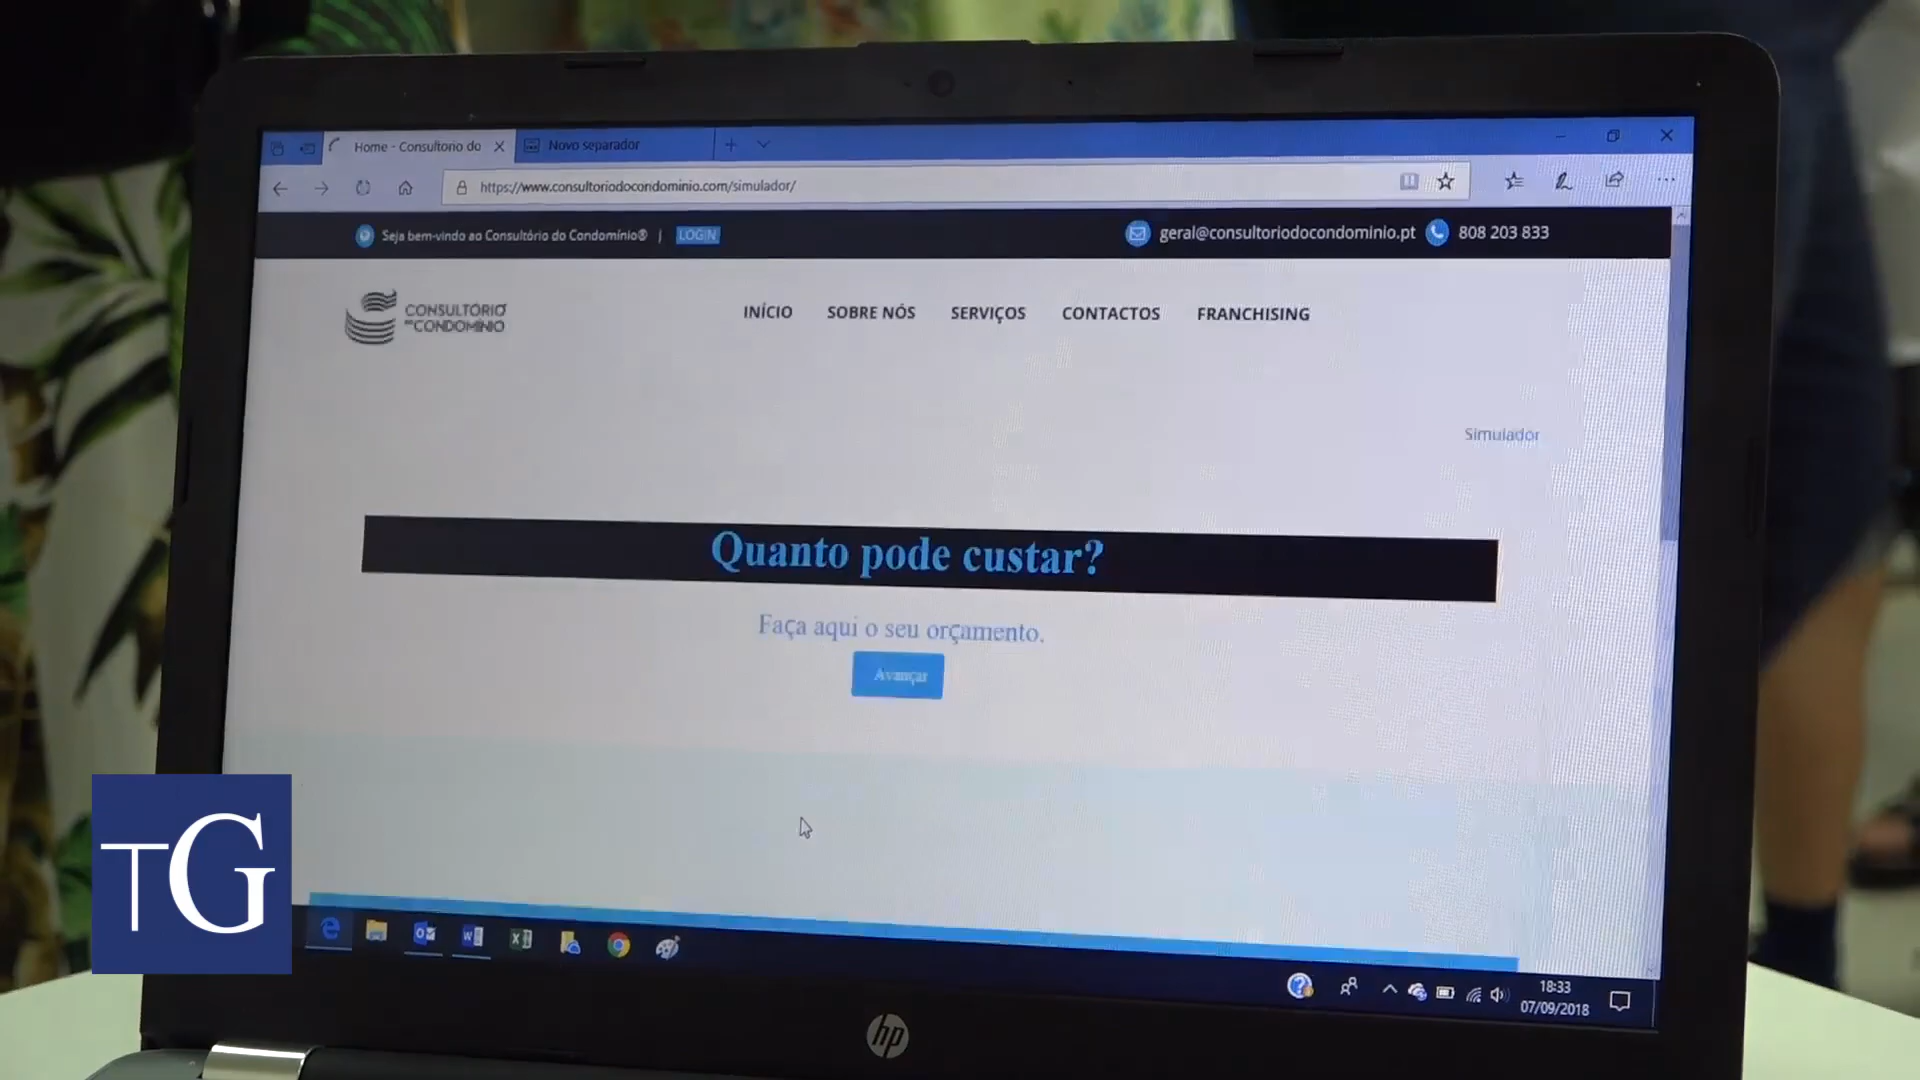 Home - Consultorio do
Novo separador
https://www.consultoriodocondominio.com/simulador/
Seja bem-vindo ao Consultório do Condomínio® | LOGIN
geral@consultoriodocondominio.pt 808 203 833
CONSULTÓRIO
DO CONDOMÍNIO
INÍCIO SOBRE NÓS SERVIÇOS CONTACTOS FRANCHISING
Simulador
Quanto pode custar?
Faça aqui o seu orçamento.
Avançar
TG
18:33
07/09/2018
hp